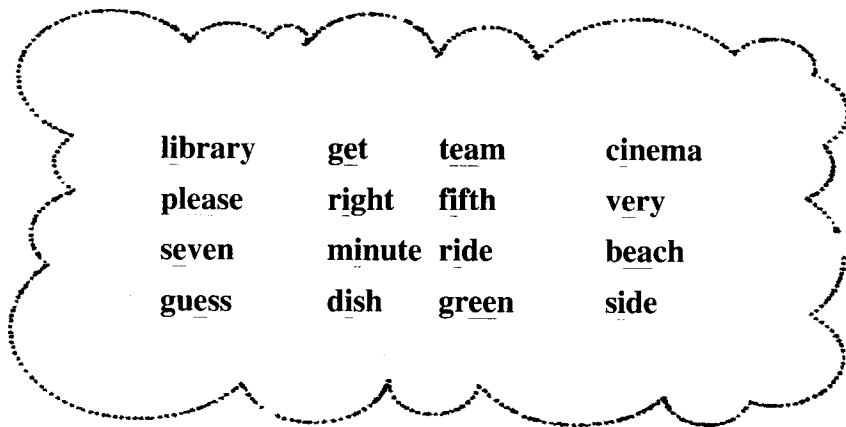 library get team cinema
please right fifth very
seven minute ride beach
guess dish green side